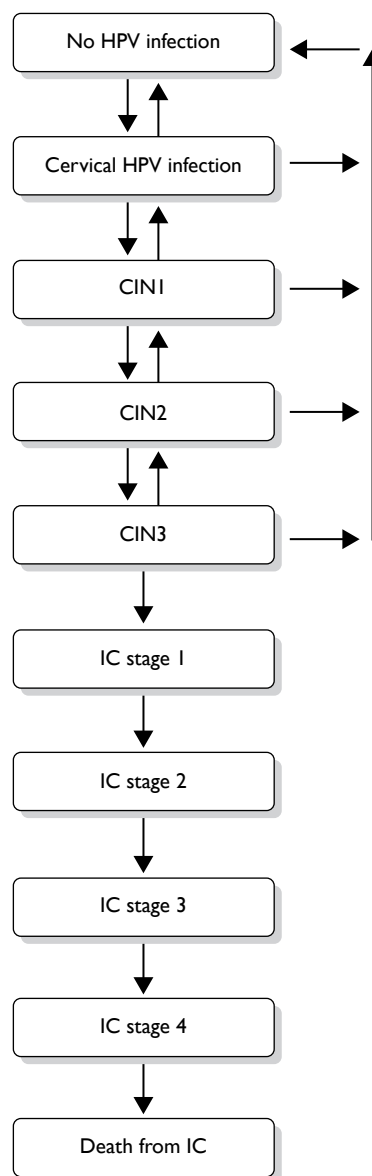 No HPV infection
Cervical HPV infection
CIN1
CIN2
CIN3
IC stage 1
IC stage 2
IC stage 3
IC stage 4
Death from IC